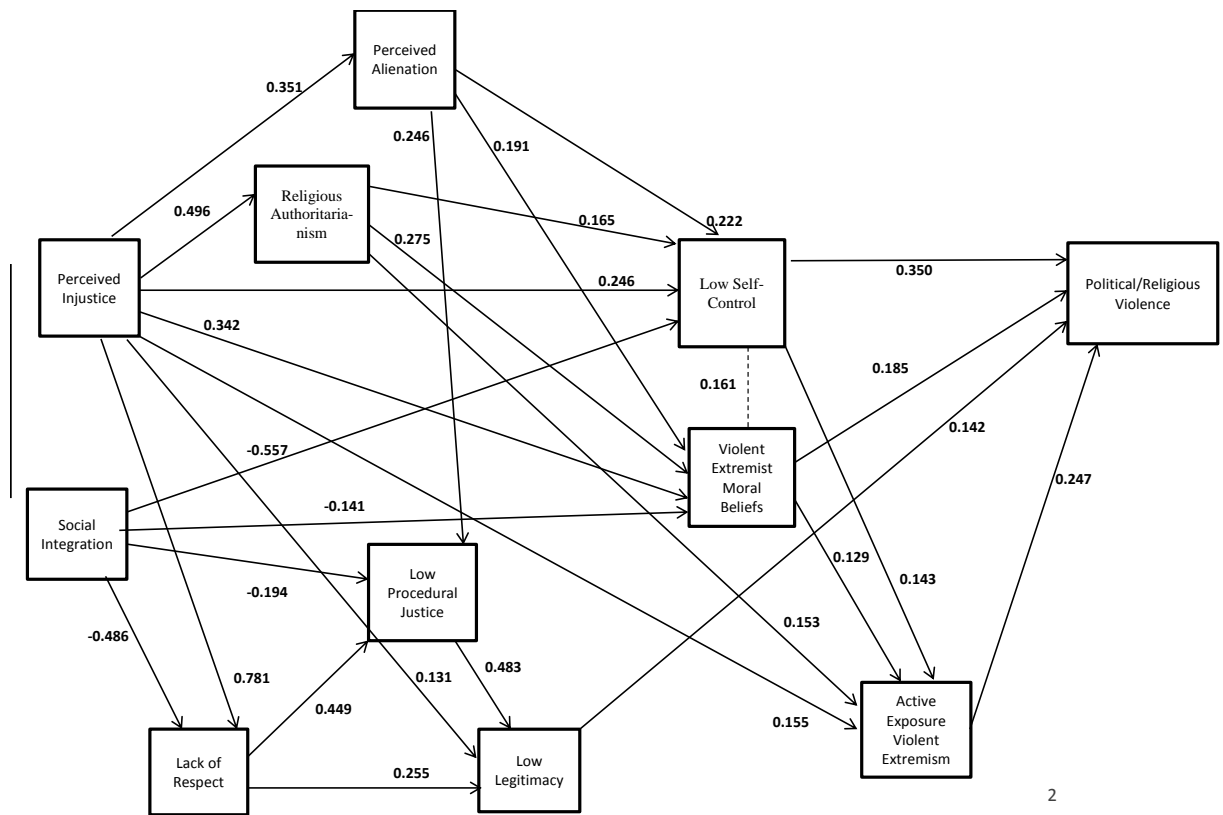 Perceived
Alienation
0.351
0.246
0.191
Religious
Authoritaria-
nism
0.496
0.165
0.222
0.275
Perceived
Injustice
0.246
Low Self-
Control
0.350
Political/Religious
Violence
0.342
0.161
0.185
0.142
Violent
Extremist
Moral
Beliefs
-0.557
-0.141
0.247
Social
Integration
Low
Procedural
Justice
0.129
0.143
-0.194
-0.486
0.153
0.483
0.781
0.131
0.449
0.155
Active
Exposure
Violent
Extremism
Lack of
Respect
0.255
Low
Legitimacy
2